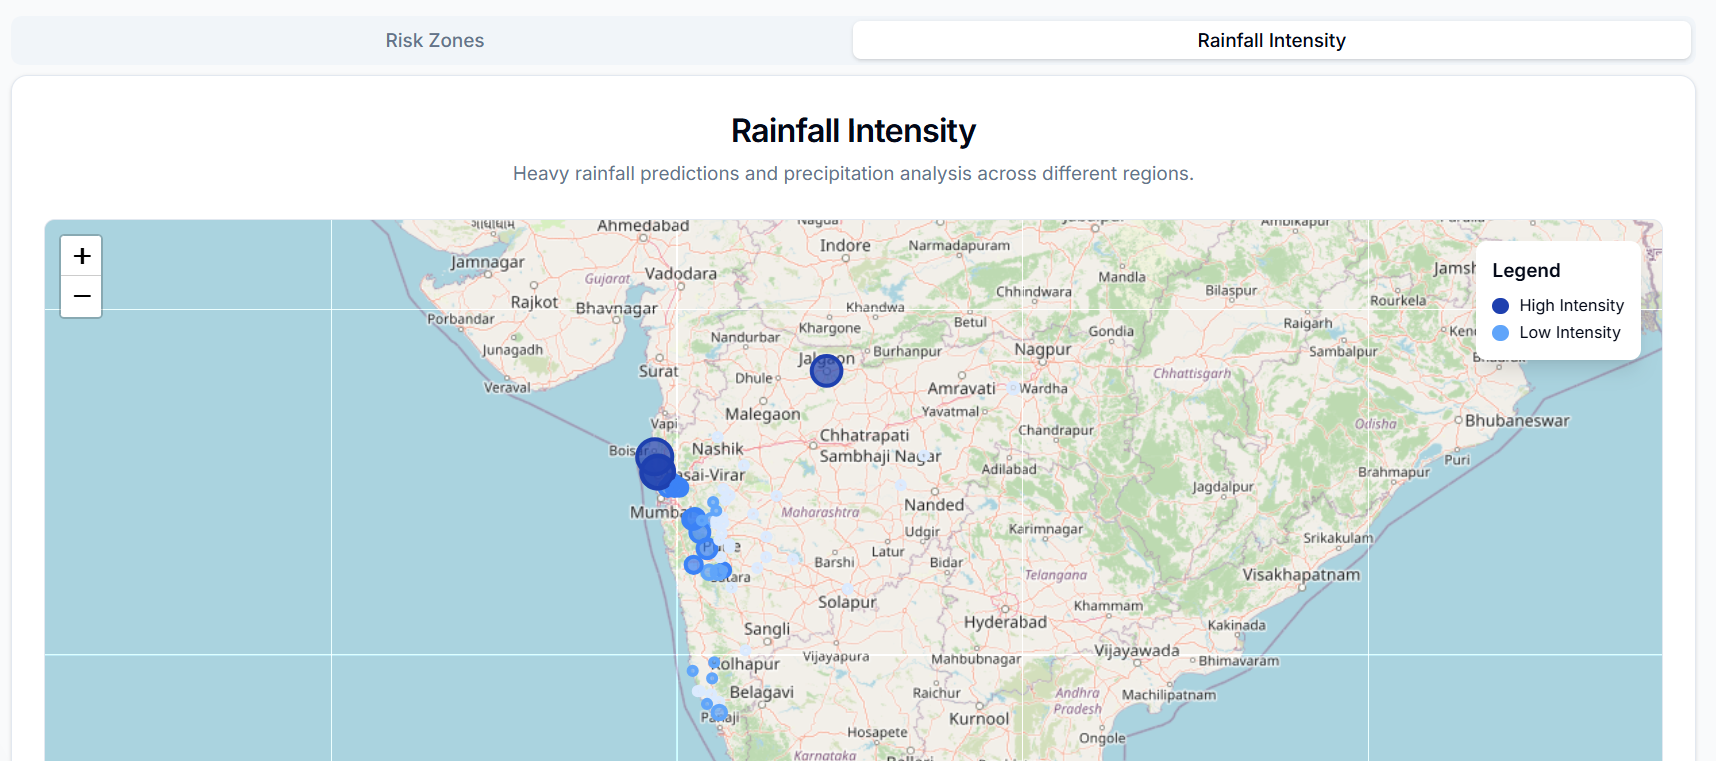 Risk Zones
Rainfall Intensity
Rainfall Intensity
Heavy rainfall predictions and precipitation analysis across different regions.
+
−
Legend
High Intensity
Low Intensity
Ahmedabad
Indore
Narmadapuram
Jamnagar
Gujarat
Vadodara
Mandla
Chhindwara
Bilaspur
Rourkela
Rajkot
Bhavnagar
Khandwa
Porbandar
Khargone
Betul
Gondia
Raigarh
Nandurbar
Junagadh
Burhanpur
Nagpur
Sambalpur
Surat
Dhule
Chhattisgarh
Veraval
Amravati
Wardha
Malegaon
Yavatmal
Vapi
Chhatrapati
Sambhaji Nagar
Chandrapur
Odisha
Bhubaneswar
Nashik
Puri
Adilabad
Brahmapur
Jagdalpur
Maharashtra
Nanded
Udgir
Karimnagar
Srikakulam
Latur
Barshi
Bidar
Telangana
Visakhapatnam
Solapur
Khammam
Hyderabad
Kakinada
Sangli
Vijayapura
Mahbubnagar
Vijayawada
Bhimavaram
Kolhapur
Belagavi
Raichur
Andhra
Pradesh
Machilipatnam
Kurnool
Panaji
Hosapete
Ongole
Karnataka